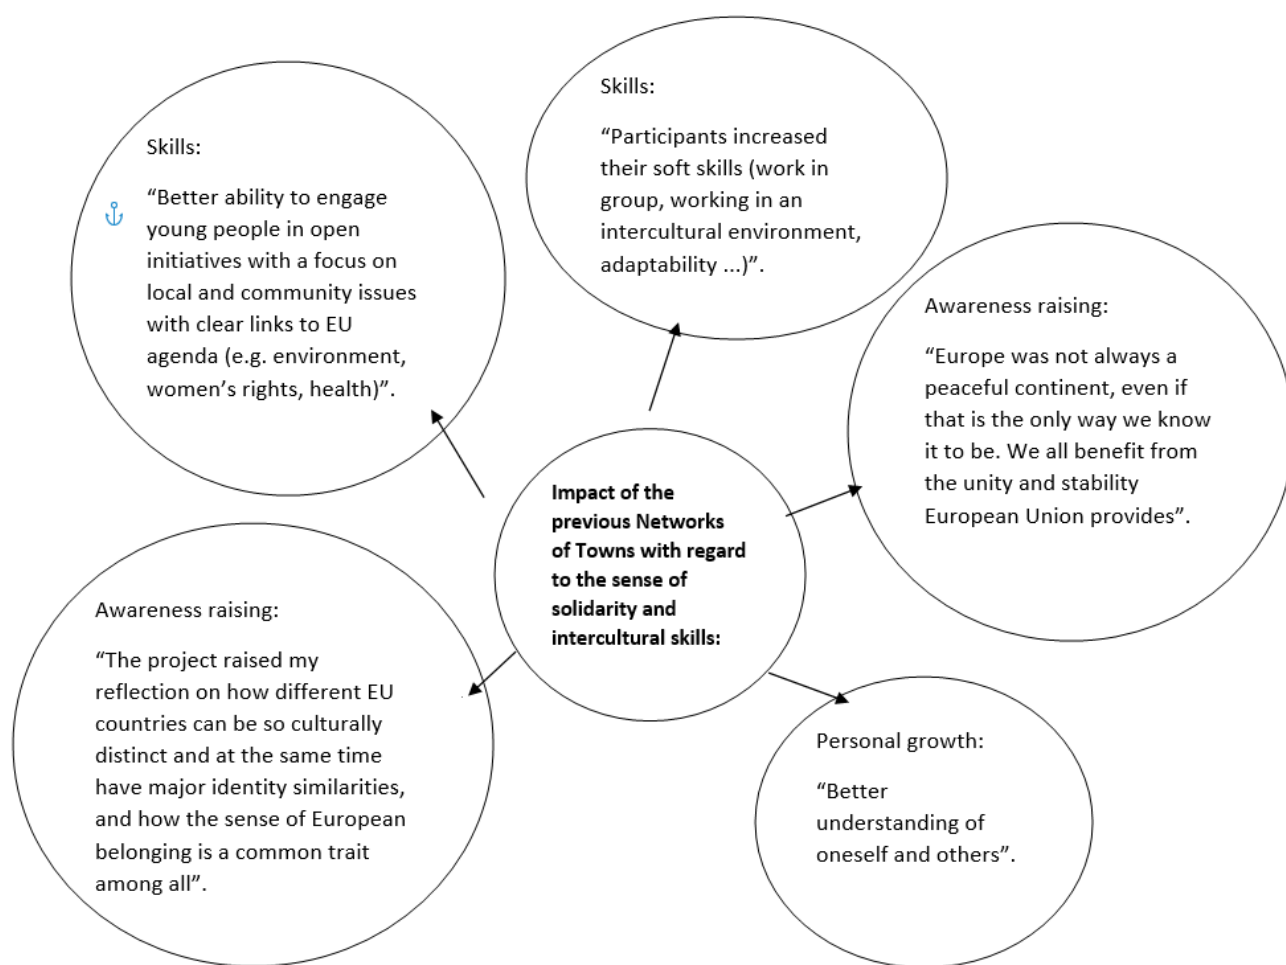 Skills:
“Better ability to engage
young people in open
initiatives with a focus on
local and community issues
with clear links to EU
agenda (e.g. environment,
women’s rights, health)”.
Skills:
“Participants increased
their soft skills (work in
group, working in an
intercultural environment,
adaptability ...)”.
Awareness raising:
“Europe was not always a
peaceful continent, even if
that is the only way we know
it to be. We all benefit from
the unity and stability
European Union provides”.
Impact of the
previous Networks
of Towns with regard
to the sense of
solidarity and
intercultural skills:
Awareness raising:
“The project raised my
reflection on how different EU
countries can be so culturally
distinct and at the same time
have major identity similarities,
and how the sense of European
belonging is a common trait
among all”.
Personal growth:
“Better
understanding of
oneself and others”.